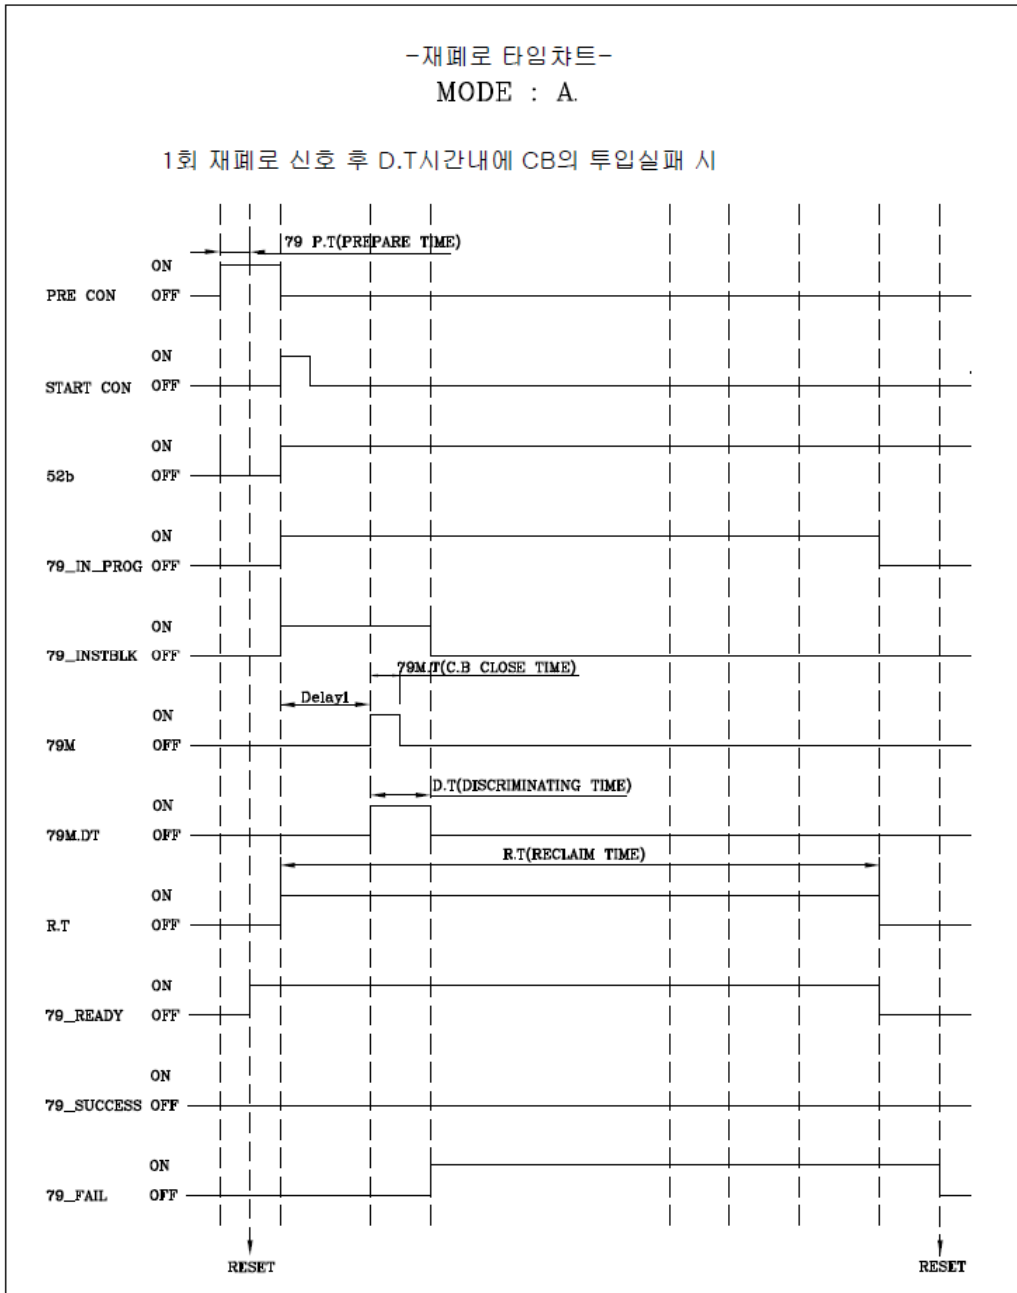 -재폐로 타임챠트-
MODE : A.
1회 재폐로 신호 후 D.T시간내에 CB의 투입실패 시
79 P.T(PREPARE TIME)
ON
PRE CON OFF
ON
START CON OFF
ON
52b OFF
ON
79_IN_PROG OFF
ON
79_INSTBLK OFF
79M.T(C.B CLOSE TIME)
Delay1
ON
79M OFF
D.T(DISCRIMINATING TIME)
ON
79M.DT OFF
R.T(RECLAIM TIME)
ON
R.T OFF
ON
79_READY OFF
ON
79_SUCCESS OFF
ON
79_FAIL OFF
RESET RESET